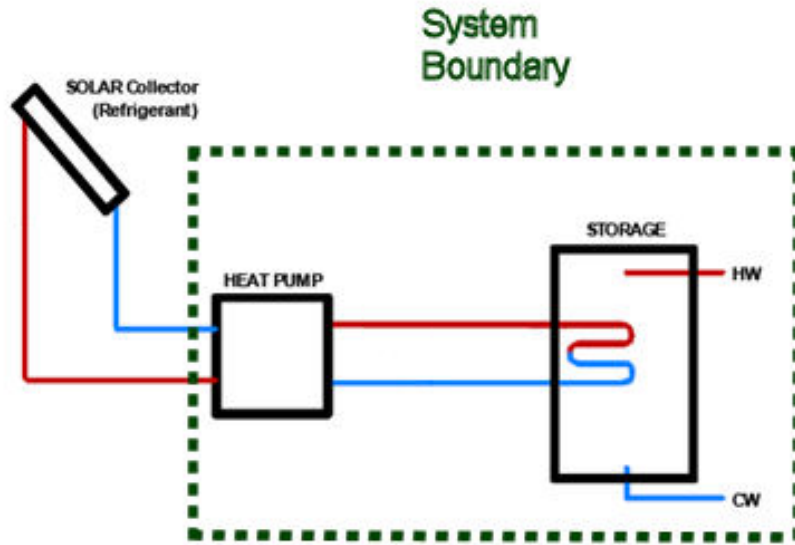 System
Boundary
SOLAR Collector
(Refrigerant)
STORAGE
HEAT PUMP
HW
CW